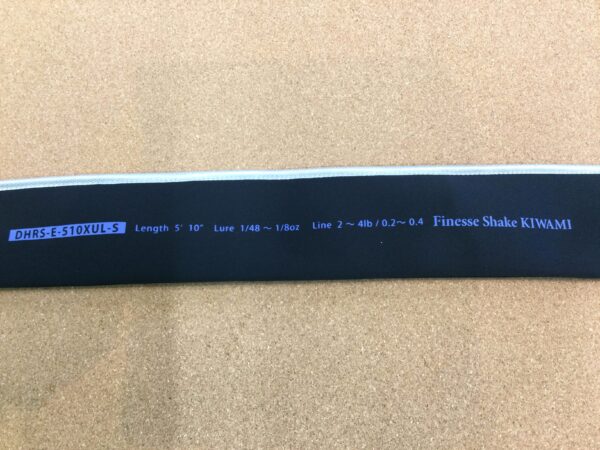 DHRS-E-510XUL-S Length 5' 10" Lure 1/48 ～ 1/8oz Line 2 ～ 4lb / 0.2～ 0.4 Finesse Shake KIWAMI